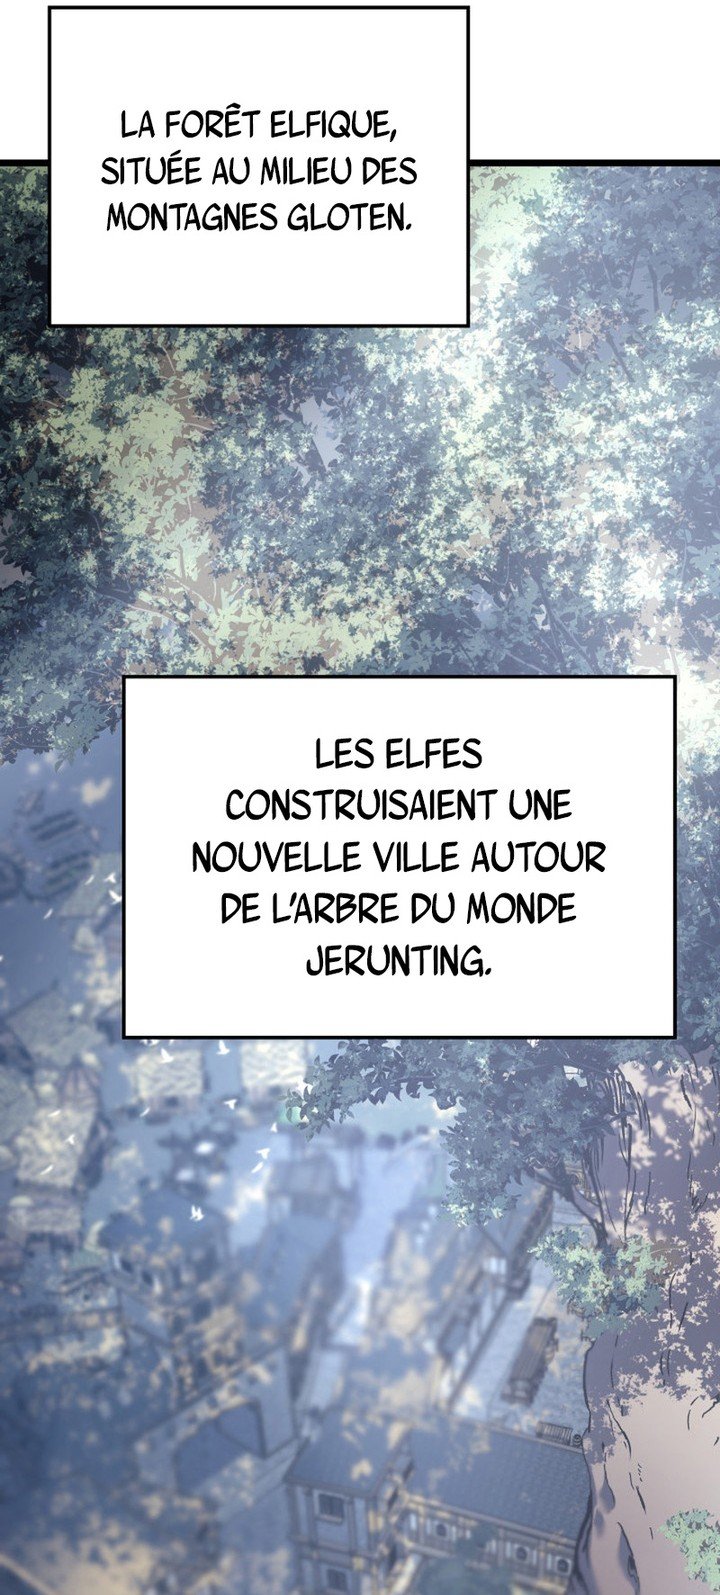 LA FORÊT ELFIQUE,
SITUÉE AU MILIEU DES
MONTAGNES GLOTEN.
LES ELFES
CONSTRUISAIENT UNE
NOUVELLE VILLE AUTOUR
DE L'ARBRE DU MONDE
JERUNTING.